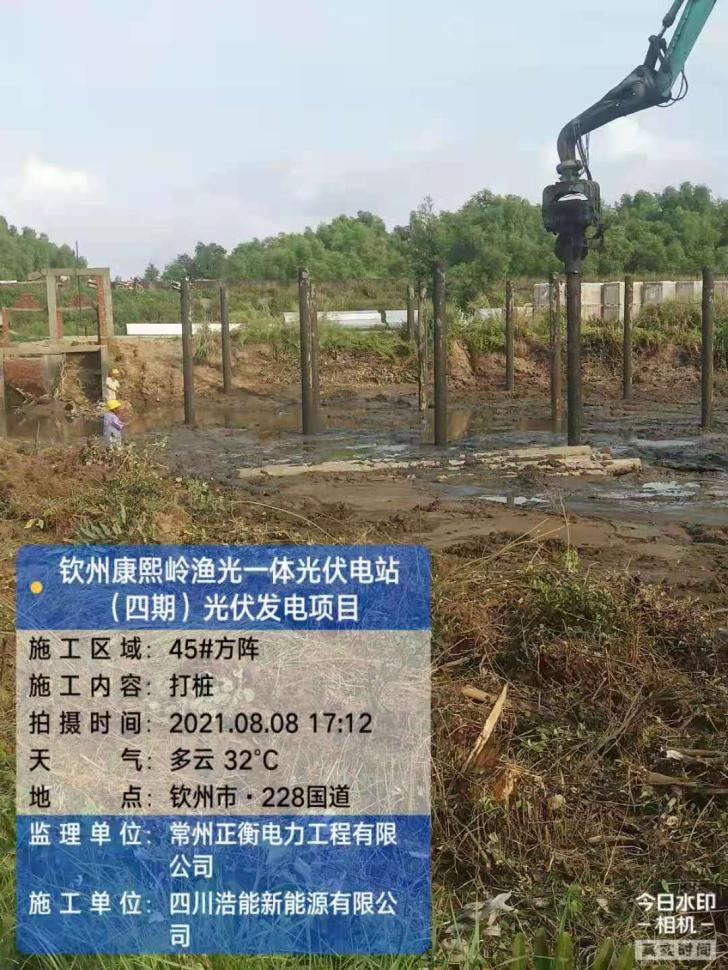 钦州康熙岭渔光一体光伏电站
（四期）光伏发电项目
施工区域：45#方阵
施工内容：打桩
拍摄时间：2021.08.08 17:12
天气：多云 32℃
地点：钦州市·228国道
监理单位：常州正衡电力工程有限
公司
施工单位：四川浩能新能源有限公
司
今日水印
-相机-
真实时间